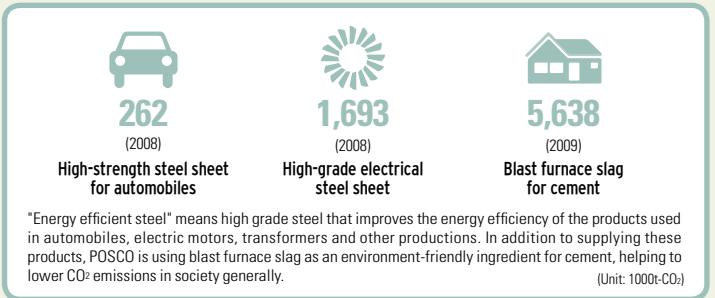 262
(2008)
High-strength steel sheet
for automobiles
1,693
(2008)
High-grade electrical
steel sheet
5,638
(2009)
Blast furnace slag
for cement
"Energy efficient steel" means high grade steel that improves the energy efficiency of the products used
in automobiles, electric motors, transformers and other productions. In addition to supplying these
products, POSCO is using blast furnace slag as an environment-friendly ingredient for cement, helping to
lower CO2 emissions in society generally.
(Unit: 1000t-CO2)